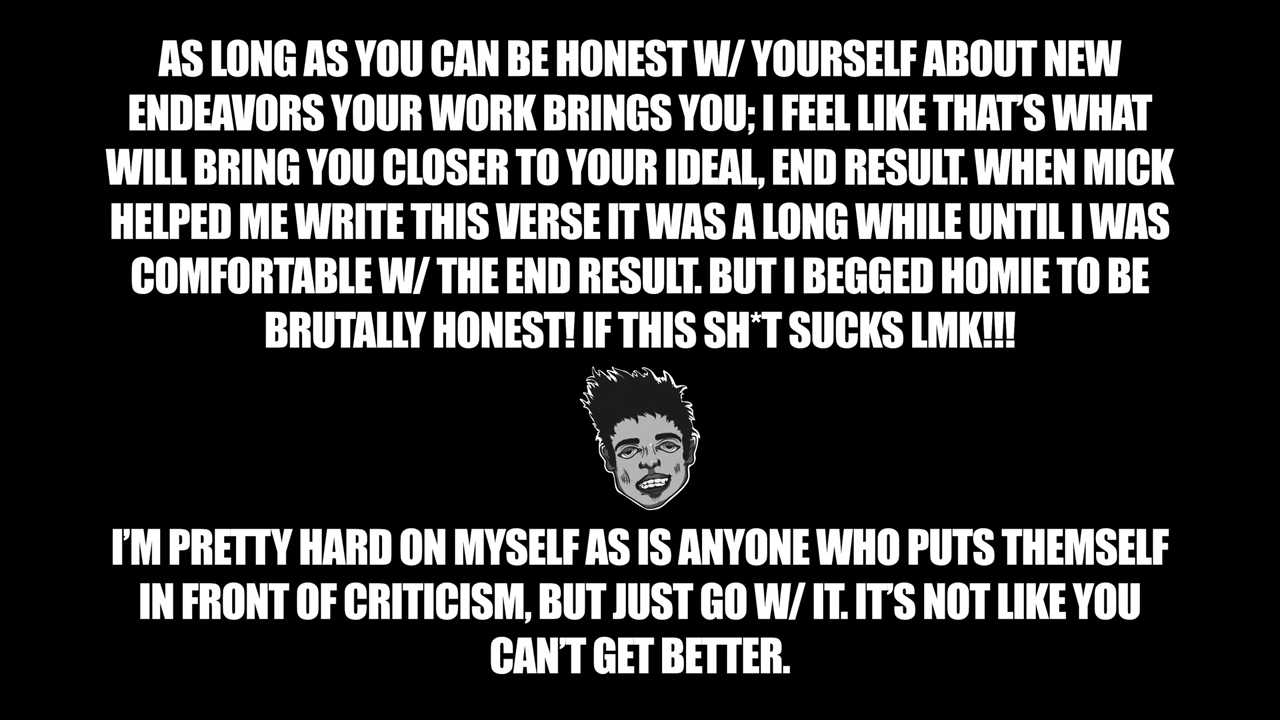 AS LONG AS YOU CAN BE HONEST W/ YOURSELF ABOUT NEW
ENDEAVORS YOUR WORK BRINGS YOU; I FEEL LIKE THAT'S WHAT
WILL BRING YOU CLOSER TO YOUR IDEAL, END RESULT. WHEN MICK
HELPED ME WRITE THIS VERSE IT WAS A LONG WHILE UNTIL I WAS
COMFORTABLE W/ THE END RESULT. BUT I BEGGED HOMIE TO BE
BRUTALLY HONEST! IF THIS SH*T SUCKS LMK!!!
I'M PRETTY HARD ON MYSELF AS IS ANYONE WHO PUTS THEMSELF
IN FRONT OF CRITICISM, BUT JUST GO W/ IT. IT'S NOT LIKE YOU
CAN'T GET BETTER.